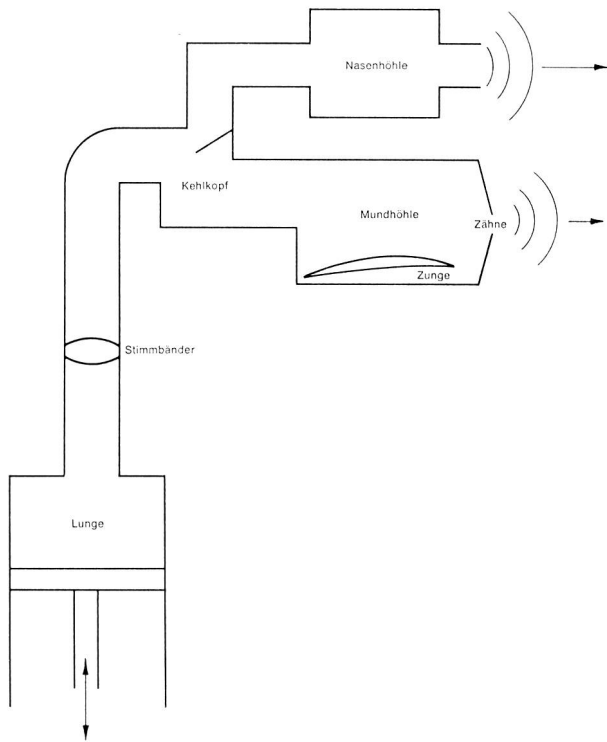 Nasenhöhle
Kehlkopf
Mundhöhle
Zähne
Zunge
Stimmbänder
Lunge